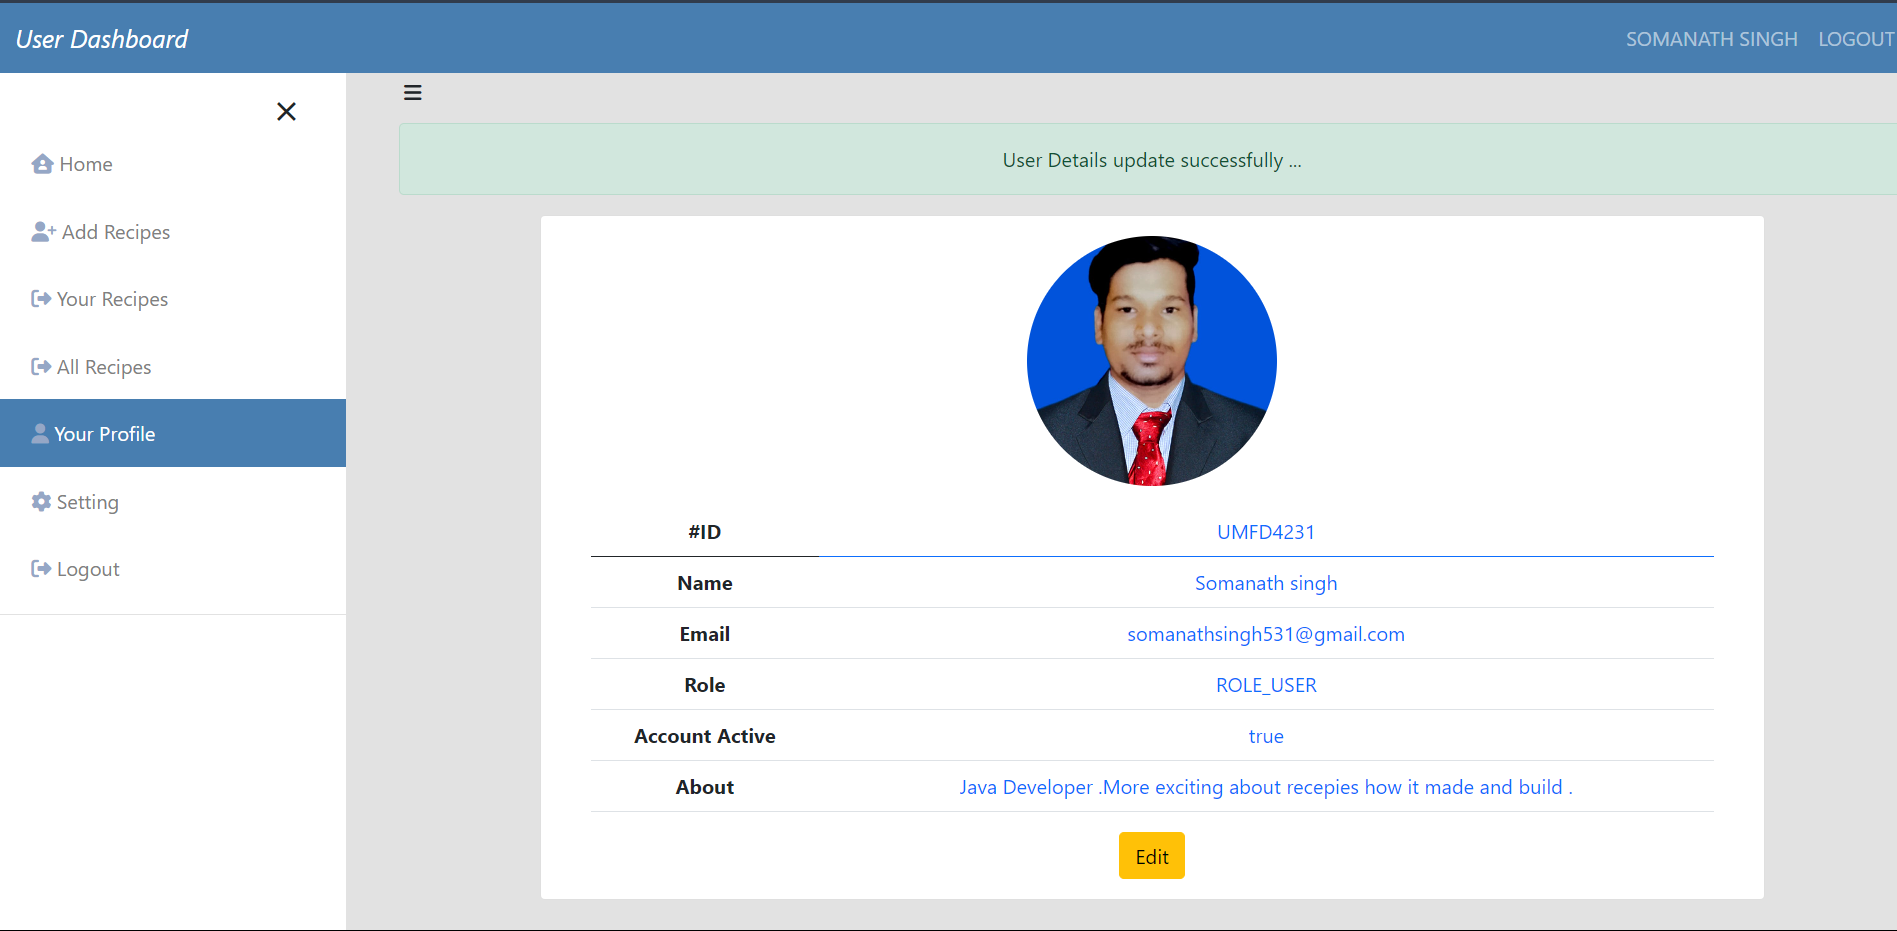 User Dashboard
SOMANATH SINGH LOGOUT
Home
Add Recipes
Your Recipes
All Recipes
Your Profile
Setting
Logout
User Details update successfully ...
#ID UMFD4231
Name Somanath singh
Email somanathsingh531@gmail.com
Role ROLE_USER
Account Active true
About Java Developer .More exciting about recepies how it made and build .
Edit